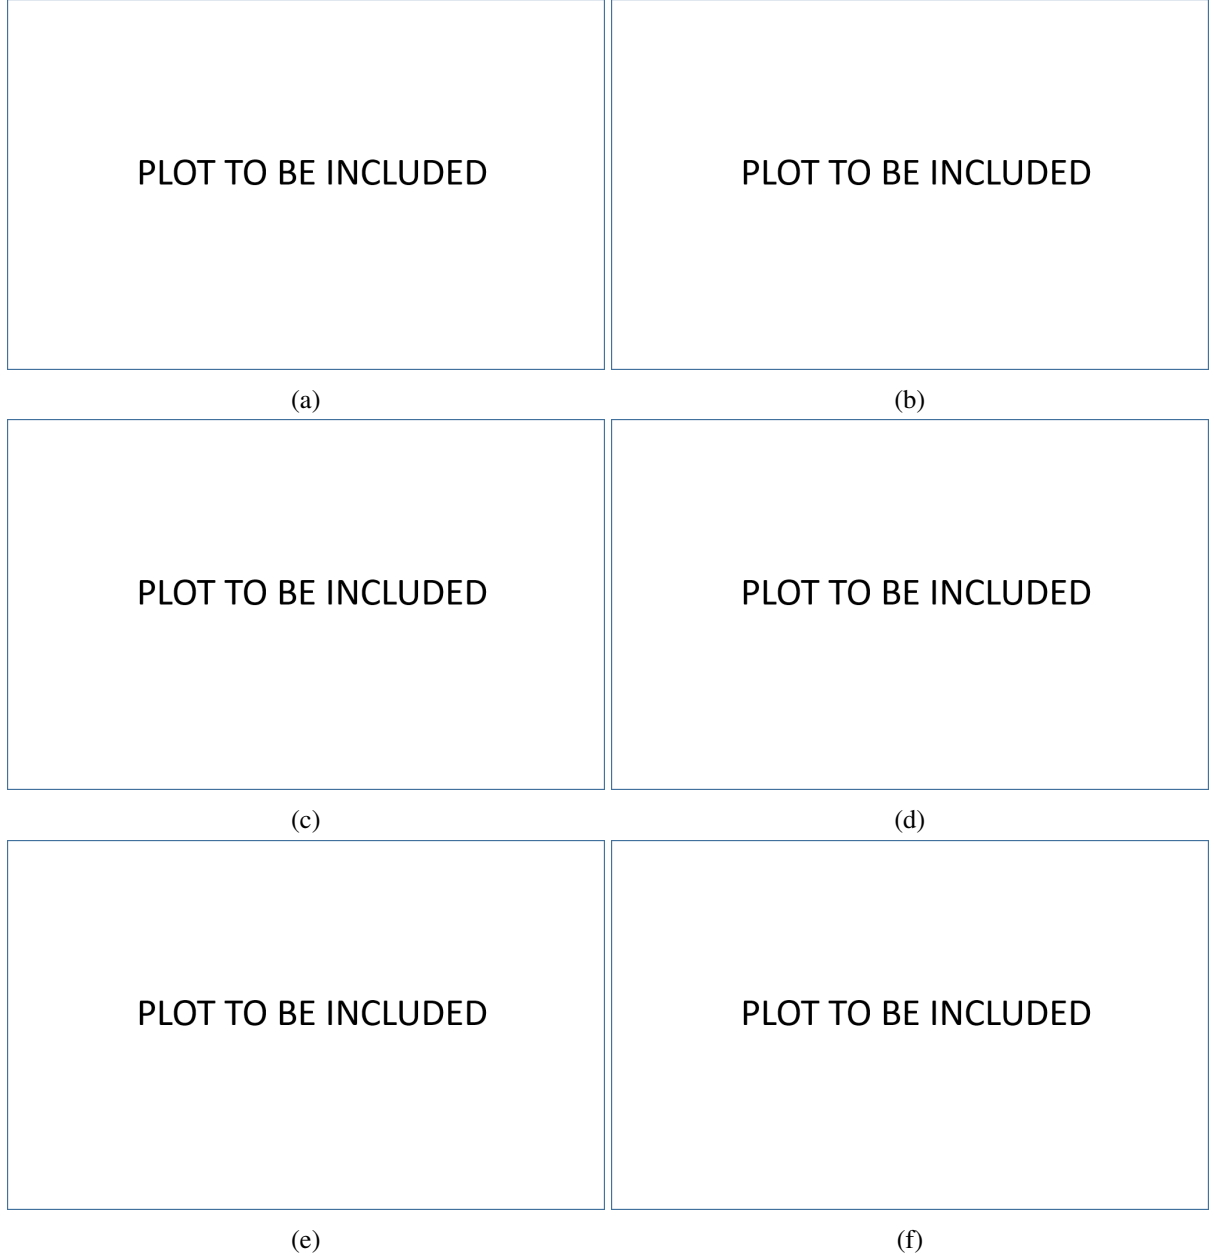 PLOT TO BE INCLUDED
PLOT TO BE INCLUDED
(a)
(b)
PLOT TO BE INCLUDED
PLOT TO BE INCLUDED
(c)
(d)
PLOT TO BE INCLUDED
PLOT TO BE INCLUDED
(e)
(f)